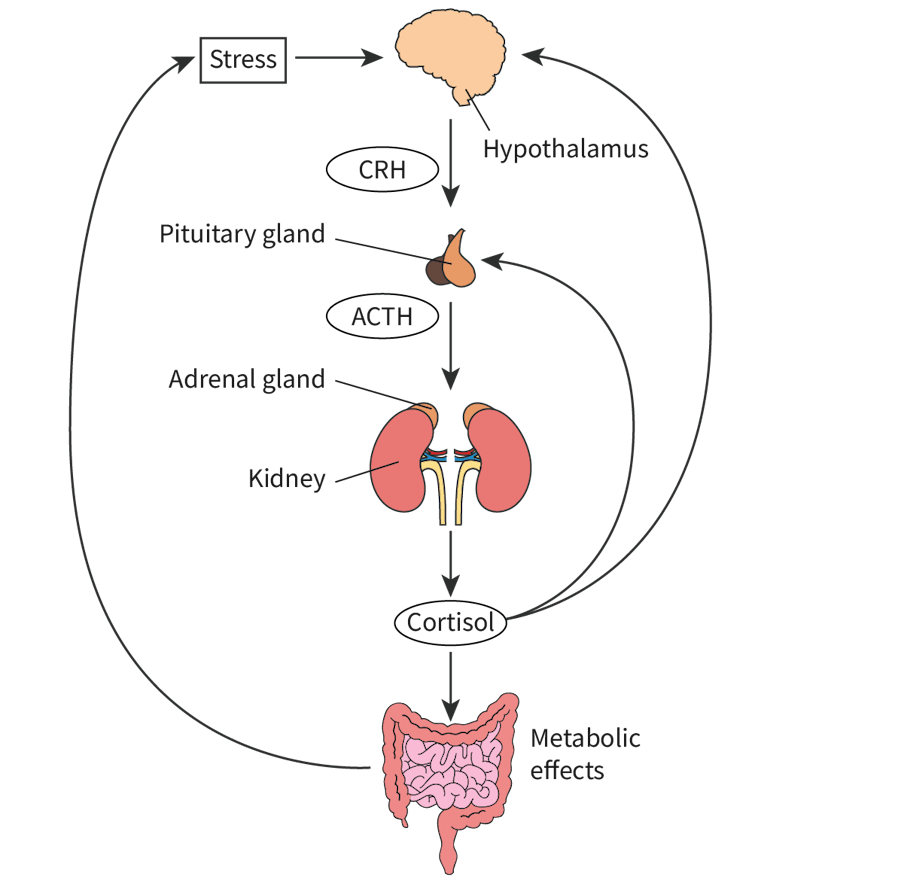 Stress
Hypothalamus
CRH
Pituitary gland
ACTH
Adrenal gland
Kidney
Cortisol
Metabolic
effects